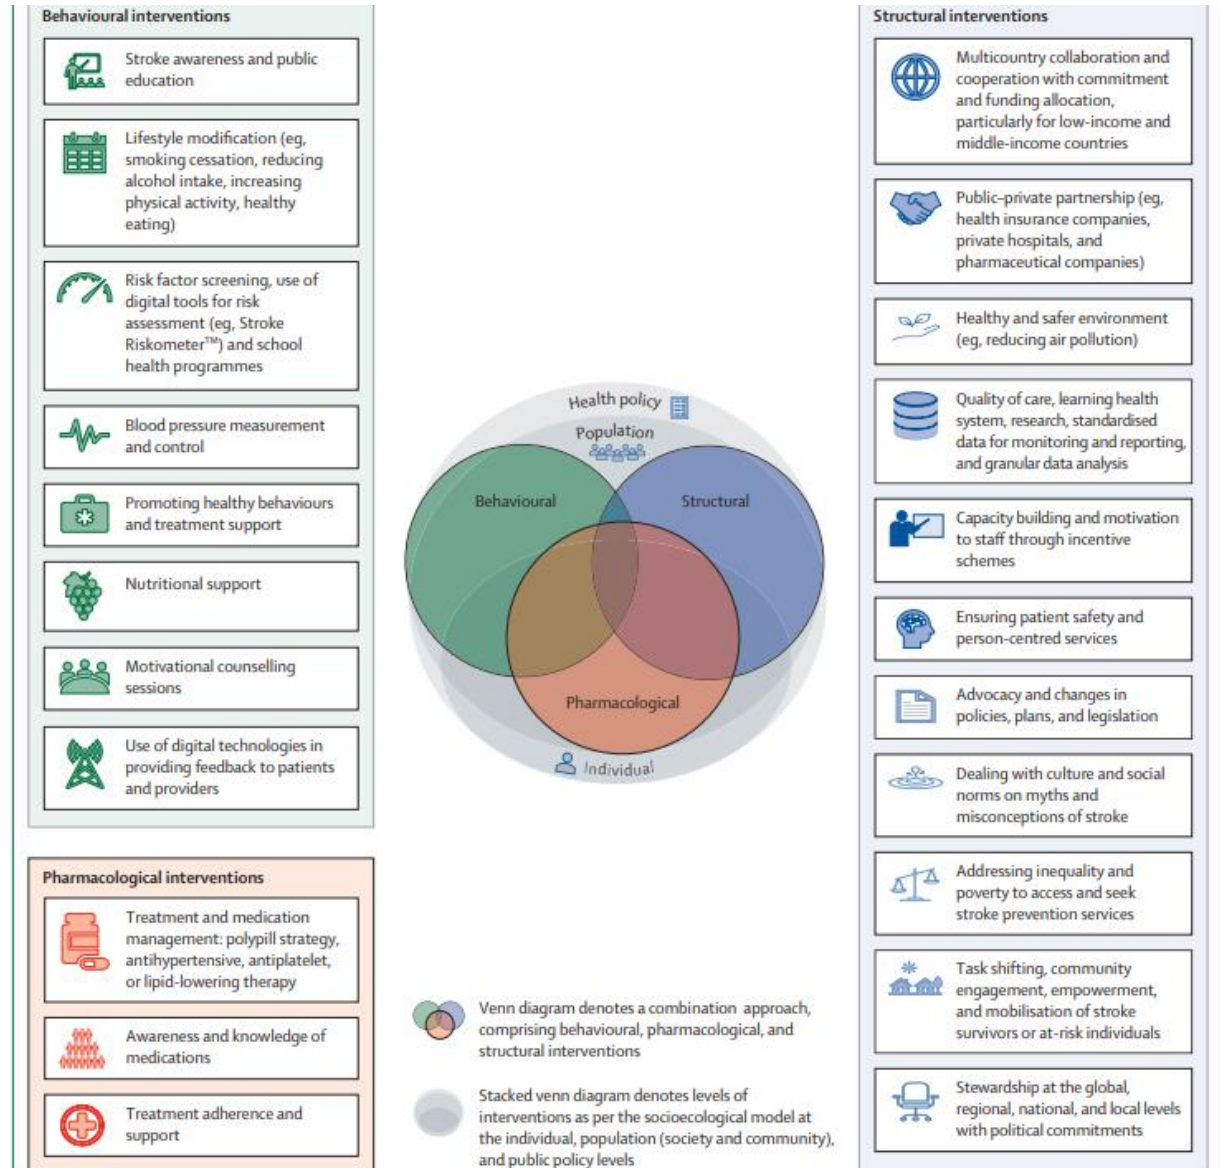 Behavioural interventions
Stroke awareness and public
education
Lifestyle modification (eg,
smoking cessation, reducing
alcohol intake, increasing
physical activity, healthy
eating)
Risk factor screening, use of
digital tools for risk
assessment (eg, Stroke
Riskometer™) and school
health programmes
Blood pressure measurement
and control
Promoting healthy behaviours
and treatment support
Nutritional support
Motivational counselling
sessions
Use of digital technologies in
providing feedback to patients
and providers
Pharmacological interventions
Treatment and medication
management: polypill strategy,
antihypertensive, antiplatelet,
or lipid-lowering therapy
Awareness and knowledge of
medications
Treatment adherence and
support
Health policy
Population
Behavioural
Structural
Pharmacological
Individual
Venn diagram denotes a combination approach,
comprising behavioural, pharmacological, and
structural interventions
Stacked venn diagram denotes levels of
interventions as per the socioecological model at
the individual, population (society and community),
and public policy levels
Structural interventions
Multicountry collaboration and
cooperation with commitment
and funding allocation,
particularly for low-income and
middle-income countries
Public–private partnership (eg,
health insurance companies,
private hospitals, and
pharmaceutical companies)
Healthy and safer environment
(eg, reducing air pollution)
Quality of care, learning health
system, research, standardised
data for monitoring and reporting,
and granular data analysis
Capacity building and motivation
to staff through incentive
schemes
Ensuring patient safety and
person-centred services
Advocacy and changes in
policies, plans, and legislation
Dealing with culture and social
norms on myths and
misconceptions of stroke
Addressing inequality and
poverty to access and seek
stroke prevention services
Task shifting, community
engagement, empowerment,
and mobilisation of stroke
survivors or at-risk individuals
Stewardship at the global,
regional, national, and local levels
with political commitments